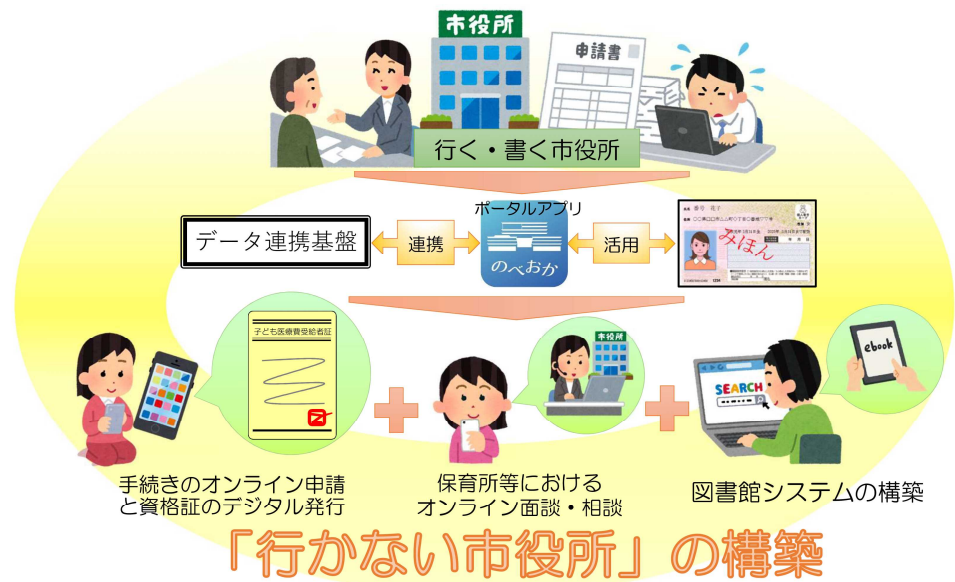 市役所
申請書
行く・書く市役所
ポータルアプリ
データ連携基盤
連携
のべおか
活用
番号 花子
みほん
子ども医療費受給者証
市役所
SEARCH
ebook
手続きのオンライン申請
と資格証のデジタル発行
保育所等における
オンライン面談・相談
図書館システムの構築
「行かない市役所」の構築